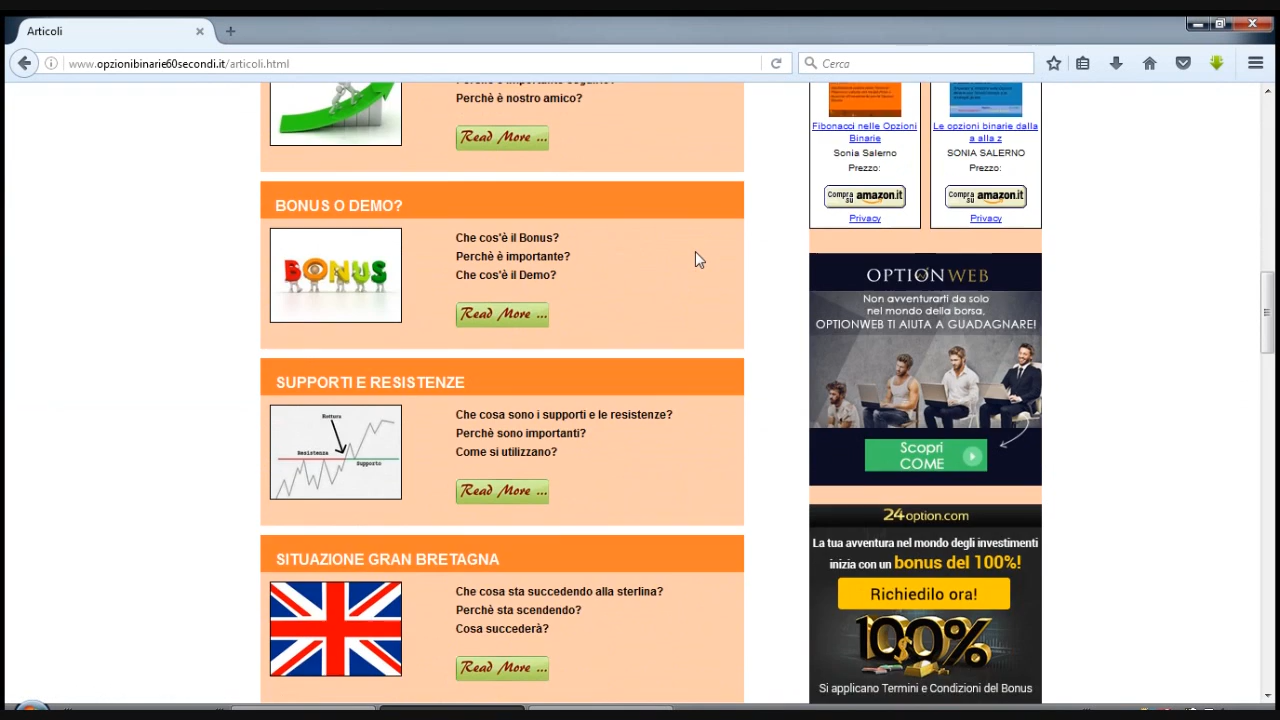 Articoli
www.opzionibinarie60secondi.it/articoli.html
Cerca
Perchè è nostro amico?
Read More ...
BONUS O DEMO?
BONUS
Che cos'è il Bonus?
Perchè è importante?
Che cos'è il Demo?
Read More ...
SUPPORTI E RESISTENZE
Rottura
Resistenza
Supporto
Che cosa sono i supporti e le resistenze?
Perchè sono importanti?
Come si utilizzano?
Read More ...
SITUAZIONE GRAN BRETAGNA
Che cosa sta succedendo alla sterlina?
Perchè sta scendendo?
Cosa succederà?
Read More ...
Fibonacci nelle Opzioni
Binarie
Sonia Salerno
Prezzo:
Compra su amazon.it
Privacy
Le opzioni binarie dalla
a alla z
SONIA SALERNO
Prezzo:
Compra su amazon.it
Privacy
OPTIONWEB
Non avventurarti da solo
nel mondo della borsa,
OPTIONWEB TI AIUTA A GUADAGNARE!
Scopri
COME
24option.com
La tua avventura nel mondo degli investimenti
inizia con un bonus del 100%!
Richiedilo ora!
100%
Si applicano Termini e Condizioni del Bonus